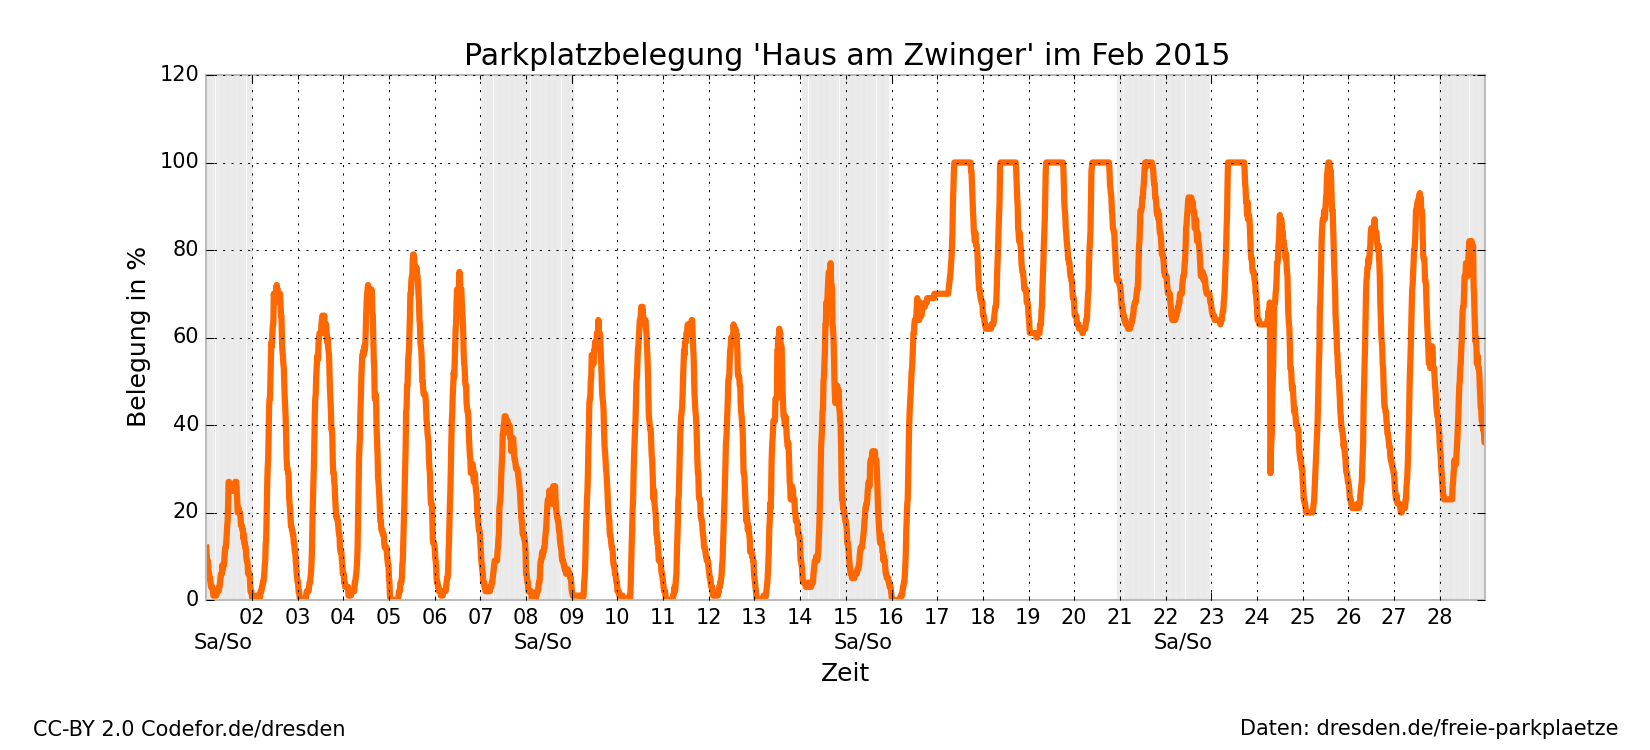 Parkplatzbelegung 'Haus am Zwinger' im Feb 2015
120
100
80
60
40
20
0
Belegung in %
02 03 04 05 06 07 08 09 10 11 12 13 14 15 16 17 18 19 20 21 22 23 24 25 26 27 28
Sa/So Sa/So Sa/So Sa/So
Zeit
CC-BY 2.0 Codefor.de/dresden
Daten: dresden.de/freie-parkplaetze